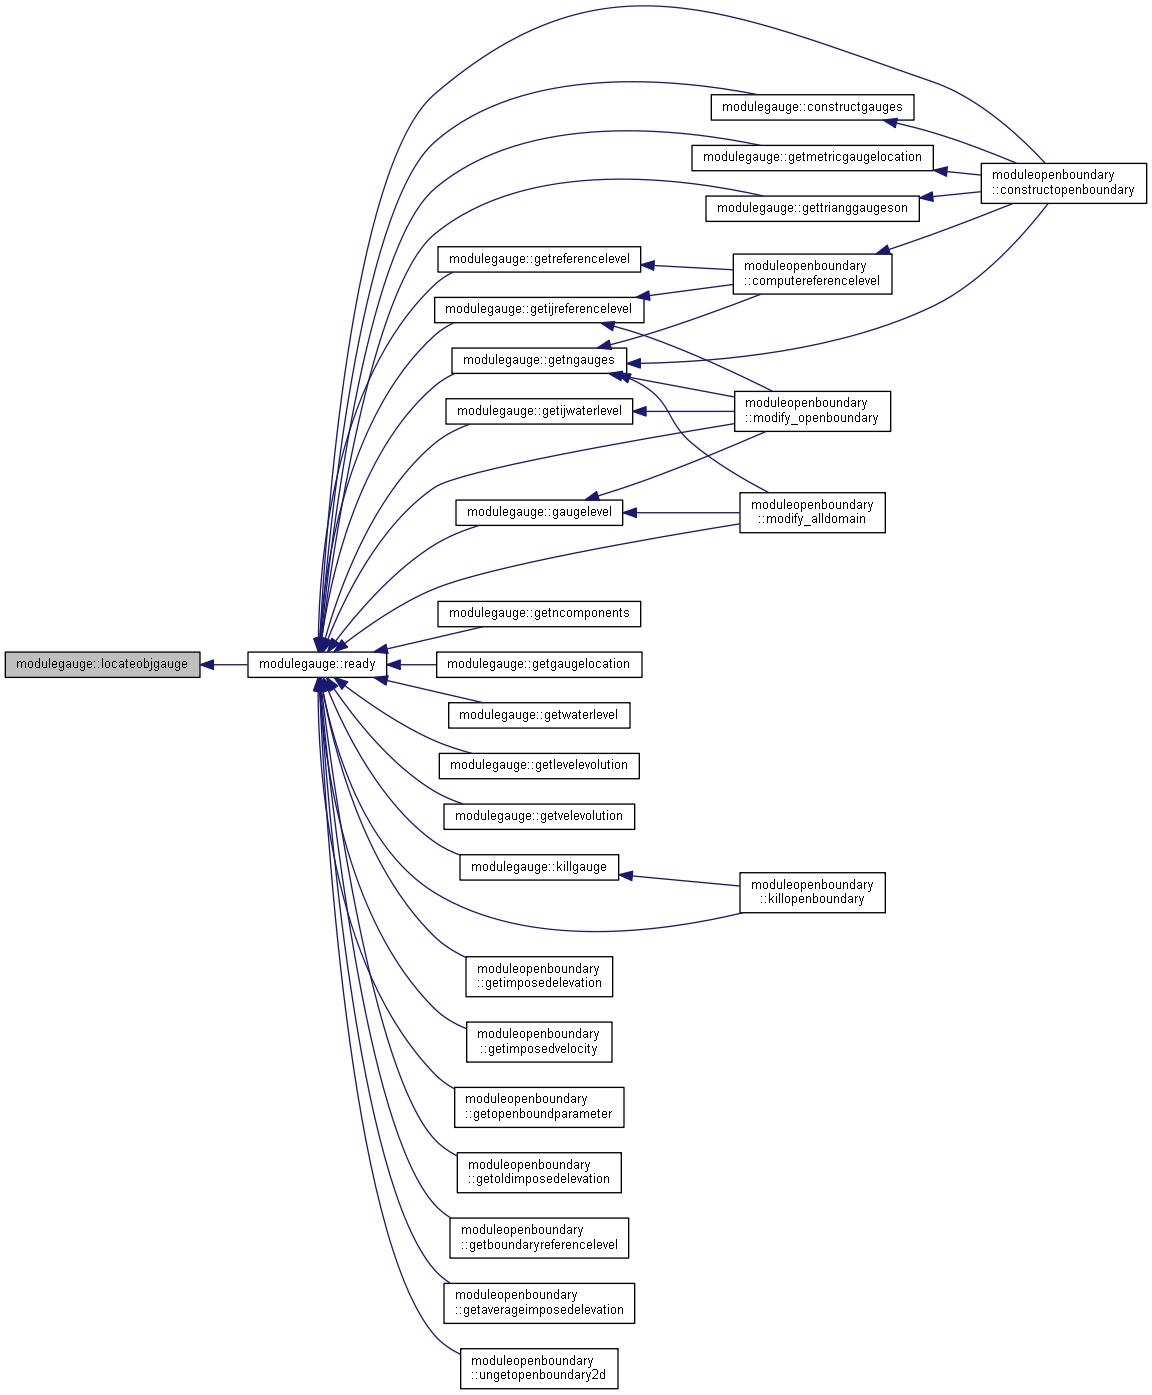 modulegauge::constructgauges
modulegauge::getmetricgaugelocation
moduleopenboundary
::constructopenboundary
modulegauge::gettrianggaugeson
modulegauge::getreferencelevel
moduleopenboundary
::computereferencelevel
modulegauge::getijreferencelevel
modulegauge::getngauges
moduleopenboundary
::modify_openboundary
modulegauge::getijwaterlevel
modulegauge::gaugelevel
moduleopenboundary
::modify_alldomain
modulegauge::getncomponents
modulegauge::locateobjgauge
modulegauge::ready
modulegauge::getgaugelocation
modulegauge::getwaterlevel
modulegauge::getlevelevolution
modulegauge::getvelevolution
modulegauge::killgauge
moduleopenboundary
::killopenboundary
moduleopenboundary
::getimposedelevation
moduleopenboundary
::getimposedvelocity
moduleopenboundary
::getopenboundparameter
moduleopenboundary
::getoldimposedelevation
moduleopenboundary
::getboundaryreferencelevel
moduleopenboundary
::getaverageimposedelevation
moduleopenboundary
::ungetopenboundary2d